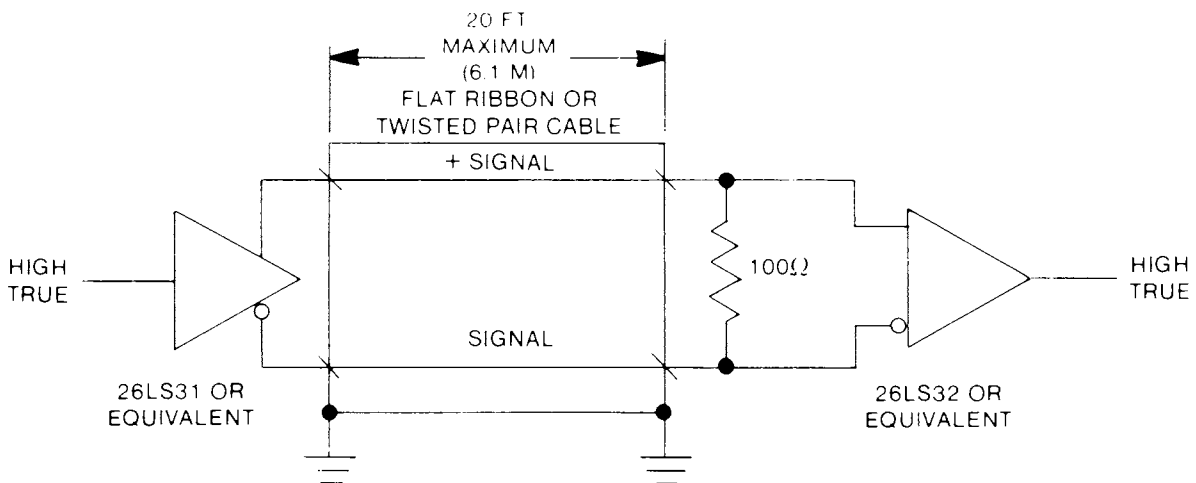 20 FT
MAXIMUM
(6.1 M)
FLAT RIBBON OR
TWISTED PAIR CABLE
+ SIGNAL
HIGH
TRUE
100Ω
HIGH
TRUE
SIGNAL
26LS31 OR
EQUIVALENT
26LS32 OR
EQUIVALENT